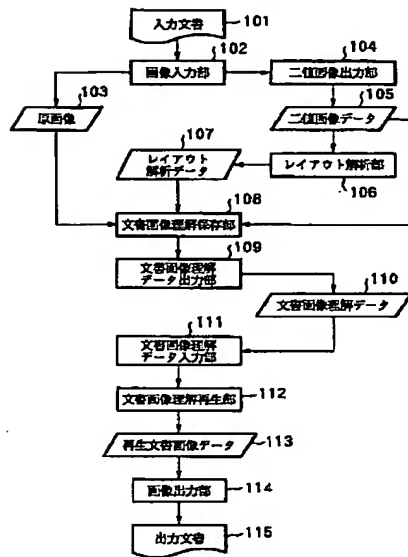 入力文書
101
画像入力部
102
二値画像出力部
104
103
原画像
105
二値画像データ
107
レイアウト
解析データ
レイアウト解析部
106
108
文書画像理解保存部
109
文書画像理解
データ出力部
110
文書画像理解データ
111
文書画像理解
データ入力部
文書画像理解再生部
112
再生文書画像データ
113
画像出力部
114
出力文書
115